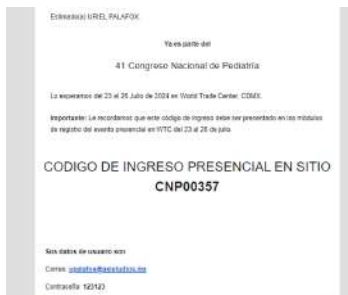 Estimado(a) URIEL PALAFOX
Ya es parte del
41 Congreso Nacional de Pediatría
Lo esperamos del 23 al 26 Julio de 2024 en World Trade Center, CDMX.
Importante: Le recordamos que este código de ingreso debe ser presentado en los módulos
de registro del evento presencial en WTC del 23 al 26 de julio
CODIGO DE INGRESO PRESENCIAL EN SITIO
CNP00357
Sus datos de usuario son
Correo:
Contraseña: 123123